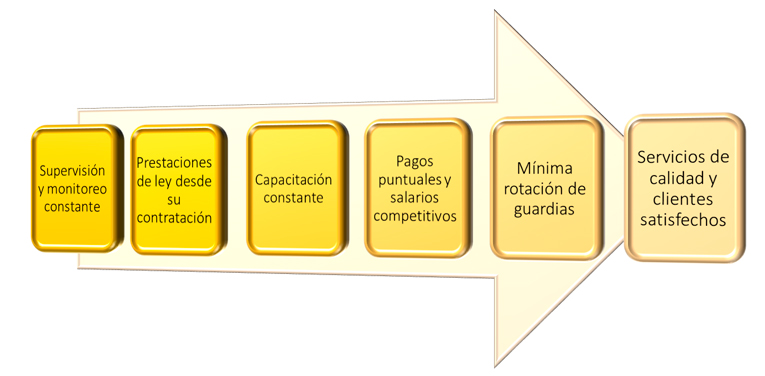 Supervisión
y monitoreo
constante
Prestaciones
de ley desde
su
contratación
Capacitación
constante
Pagos
puntuales y
salarios
competitivos
Mínima
rotación de
guardias
Servicios de
calidad y
clientes
satisfechos